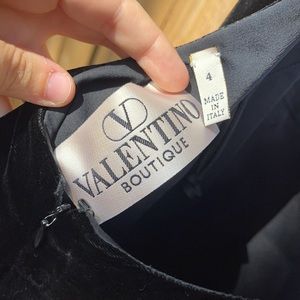 V
VALENTINO
BOUTIQUE
4
MADE IN
ITALY